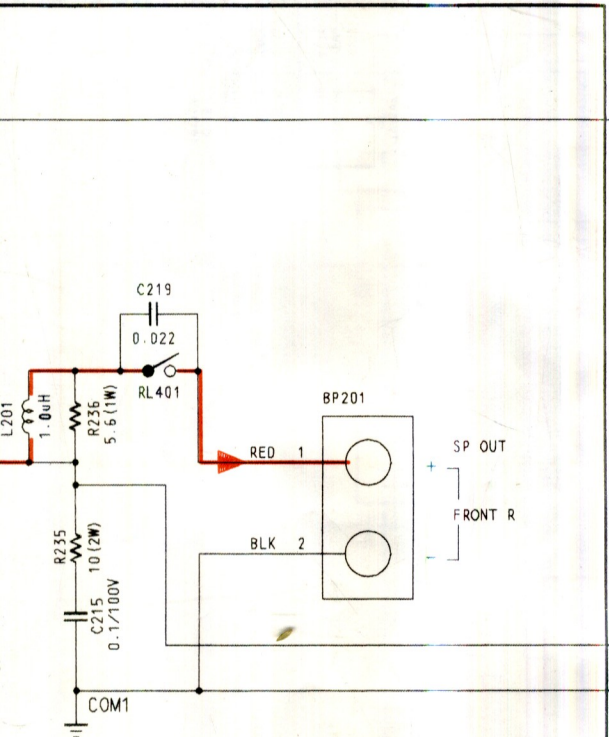 C219
0.022
RL401
L201
1.0uH
R236
5.6(1W)
BP201
RED 1
SP OUT
+
FRONT R
BLK 2
-
R235
10(2W)
C215
0.1/100V
COM1